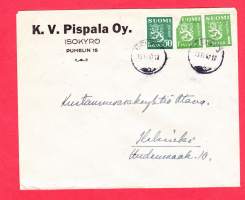 K. V. Pispala Oy.
ISOKYRÖ
PUHELIN 16
SUOMI SUOMI SUOMI
Kustannusosakeyhtiö Otava.
Helsinki
Uudenmaank. 10.